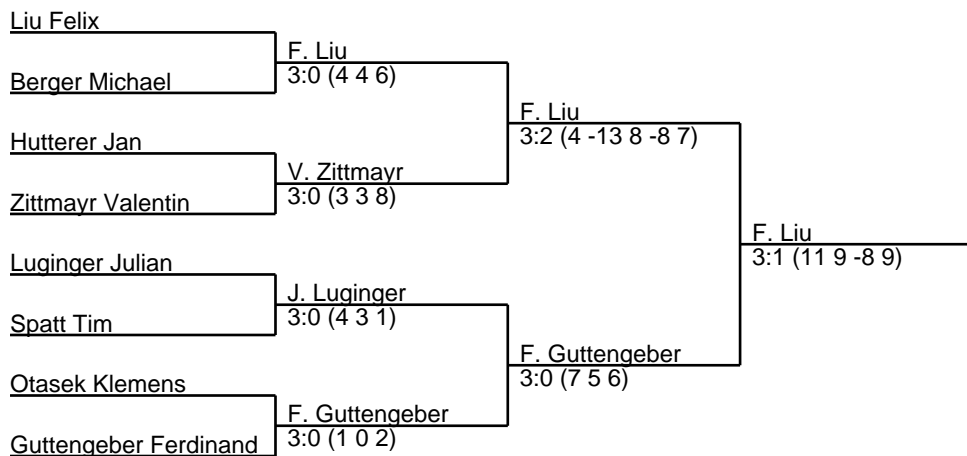 Liu Felix
F. Liu
3:0 (4 4 6)
Berger Michael
F. Liu
3:2 (4 -13 8 -8 7)
Hutterer Jan
V. Zittmayr
3:0 (3 3 8)
Zittmayr Valentin
F. Liu
3:1 (11 9 -8 9)
Luginger Julian
J. Luginger
3:0 (4 3 1)
Spatt Tim
F. Guttengeber
3:0 (7 5 6)
Otasek Klemens
F. Guttengeber
3:0 (1 0 2)
Guttengeber Ferdinand